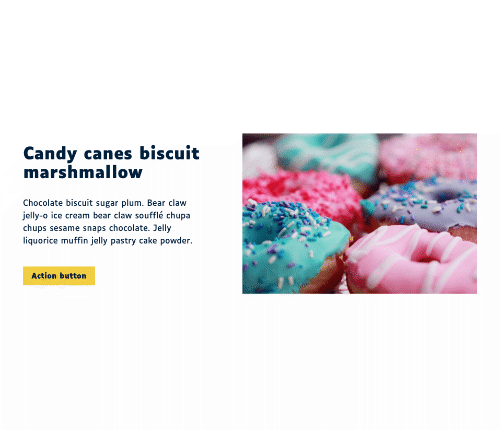 Candy canes biscuit
marshmallow
Chocolate biscuit sugar plum. Bear claw
jelly-o ice cream bear claw soufflé chupa
chups sesame snaps chocolate. Jelly
liquorice muffin jelly pastry cake powder.
Action button